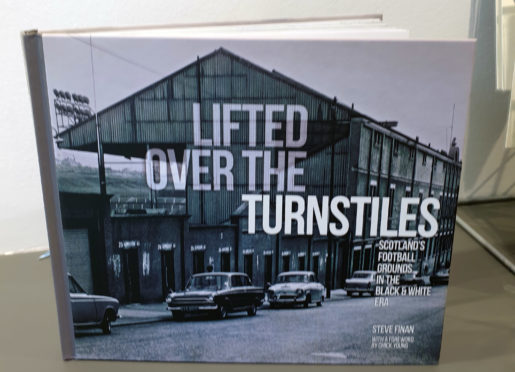 LIFTED
OVER THE
TURNSTILES
SCOTLAND'S
FOOTBALL
GROUNDS
IN THE
BLACK & WHITE
ERA
STEVE FINAN
WITH A FOREWORD
BY CHICK YOUNG